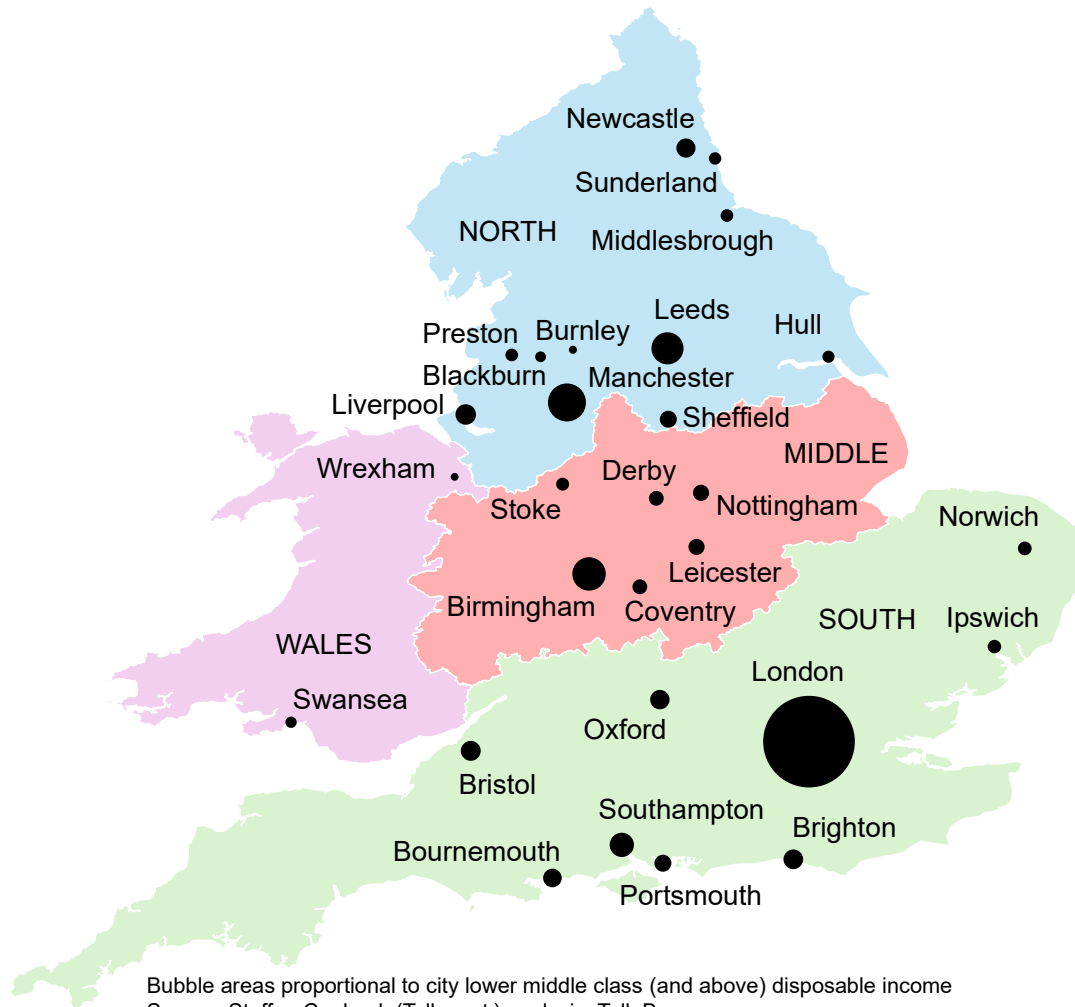 Newcastle
Sunderland
NORTH
Middlesbrough
Leeds
Hull
Preston
Burnley
Blackburn
Manchester
Liverpool
Sheffield
MIDDLE
Wrexham
Derby
Stoke
Nottingham
Norwich
Leicester
Birmingham
Coventry
SOUTH
Ipswich
WALES
London
Swansea
Oxford
Bristol
Southampton
Brighton
Bournemouth
Portsmouth
Bubble areas proportional to city lower middle class (and above) disposable income